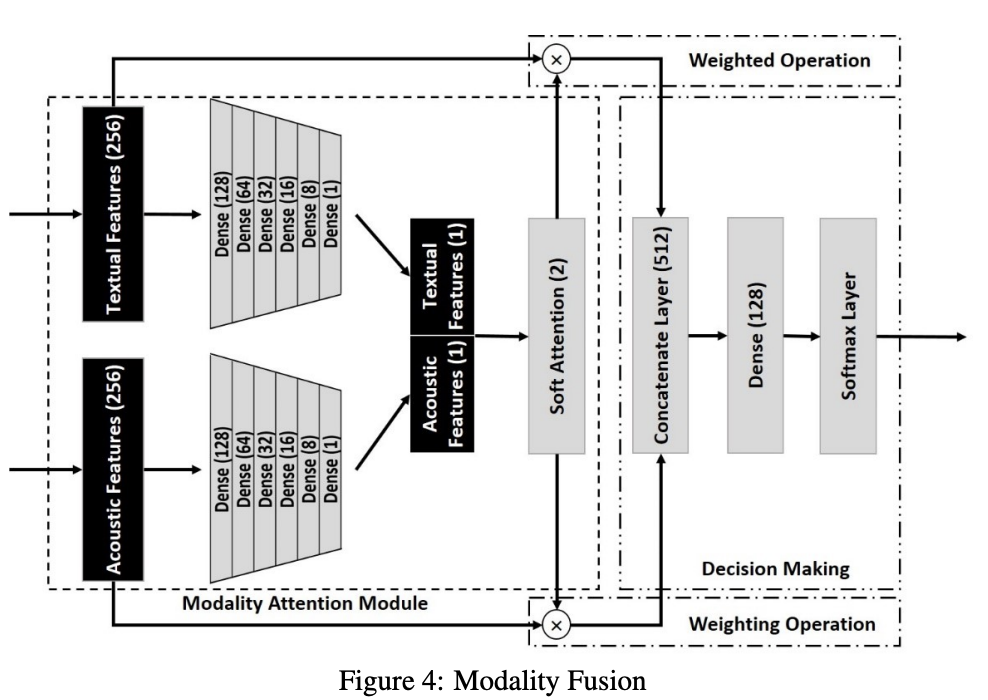 Weighted Operation
Textual Features (256)
Dense (128)
Dense (64)
Dense (32)
Dense (16)
Dense (8)
Dense (1)
Acoustic Features (256)
Dense (128)
Dense (64)
Dense (32)
Dense (16)
Dense (8)
Dense (1)
Textual
Features (1)
Acoustic
Features (1)
Soft Attention (2)
Concatenate Layer (512)
Dense (128)
Softmax Layer
Decision Making
Modality Attention Module
Weighting Operation
Figure 4: Modality Fusion